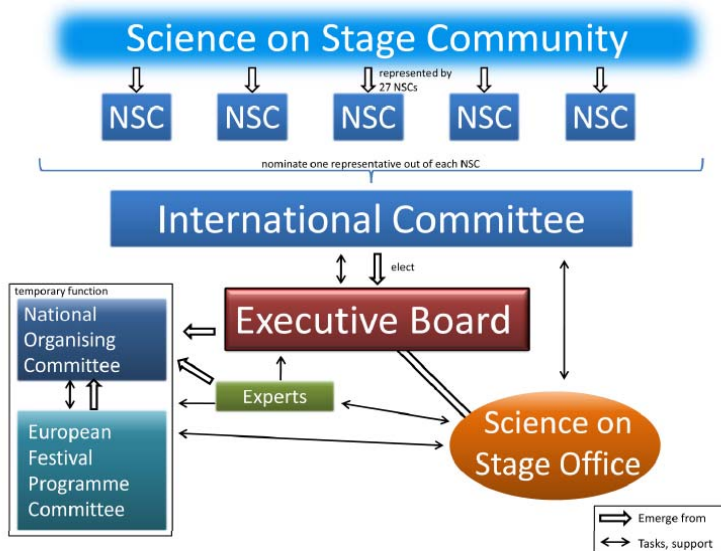 Science on Stage Community
represented by
27 NSCs
NSC
NSC
NSC
NSC
NSC
nominate one representative out of each NSC
International Committee
elect
temporary function
National
Organising
Committee
Executive Board
Experts
European
Festival
Programme
Committee
Science on
Stage Office
Emerge from
Tasks, support